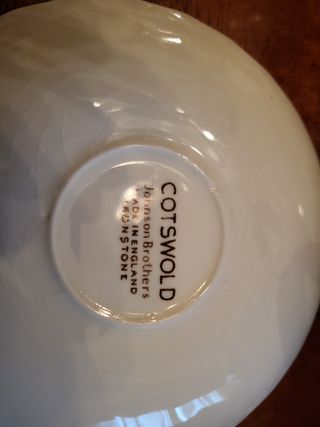 COTSWOLD
Johnson Brothers
MADE IN ENGLAND
IRONSTONE